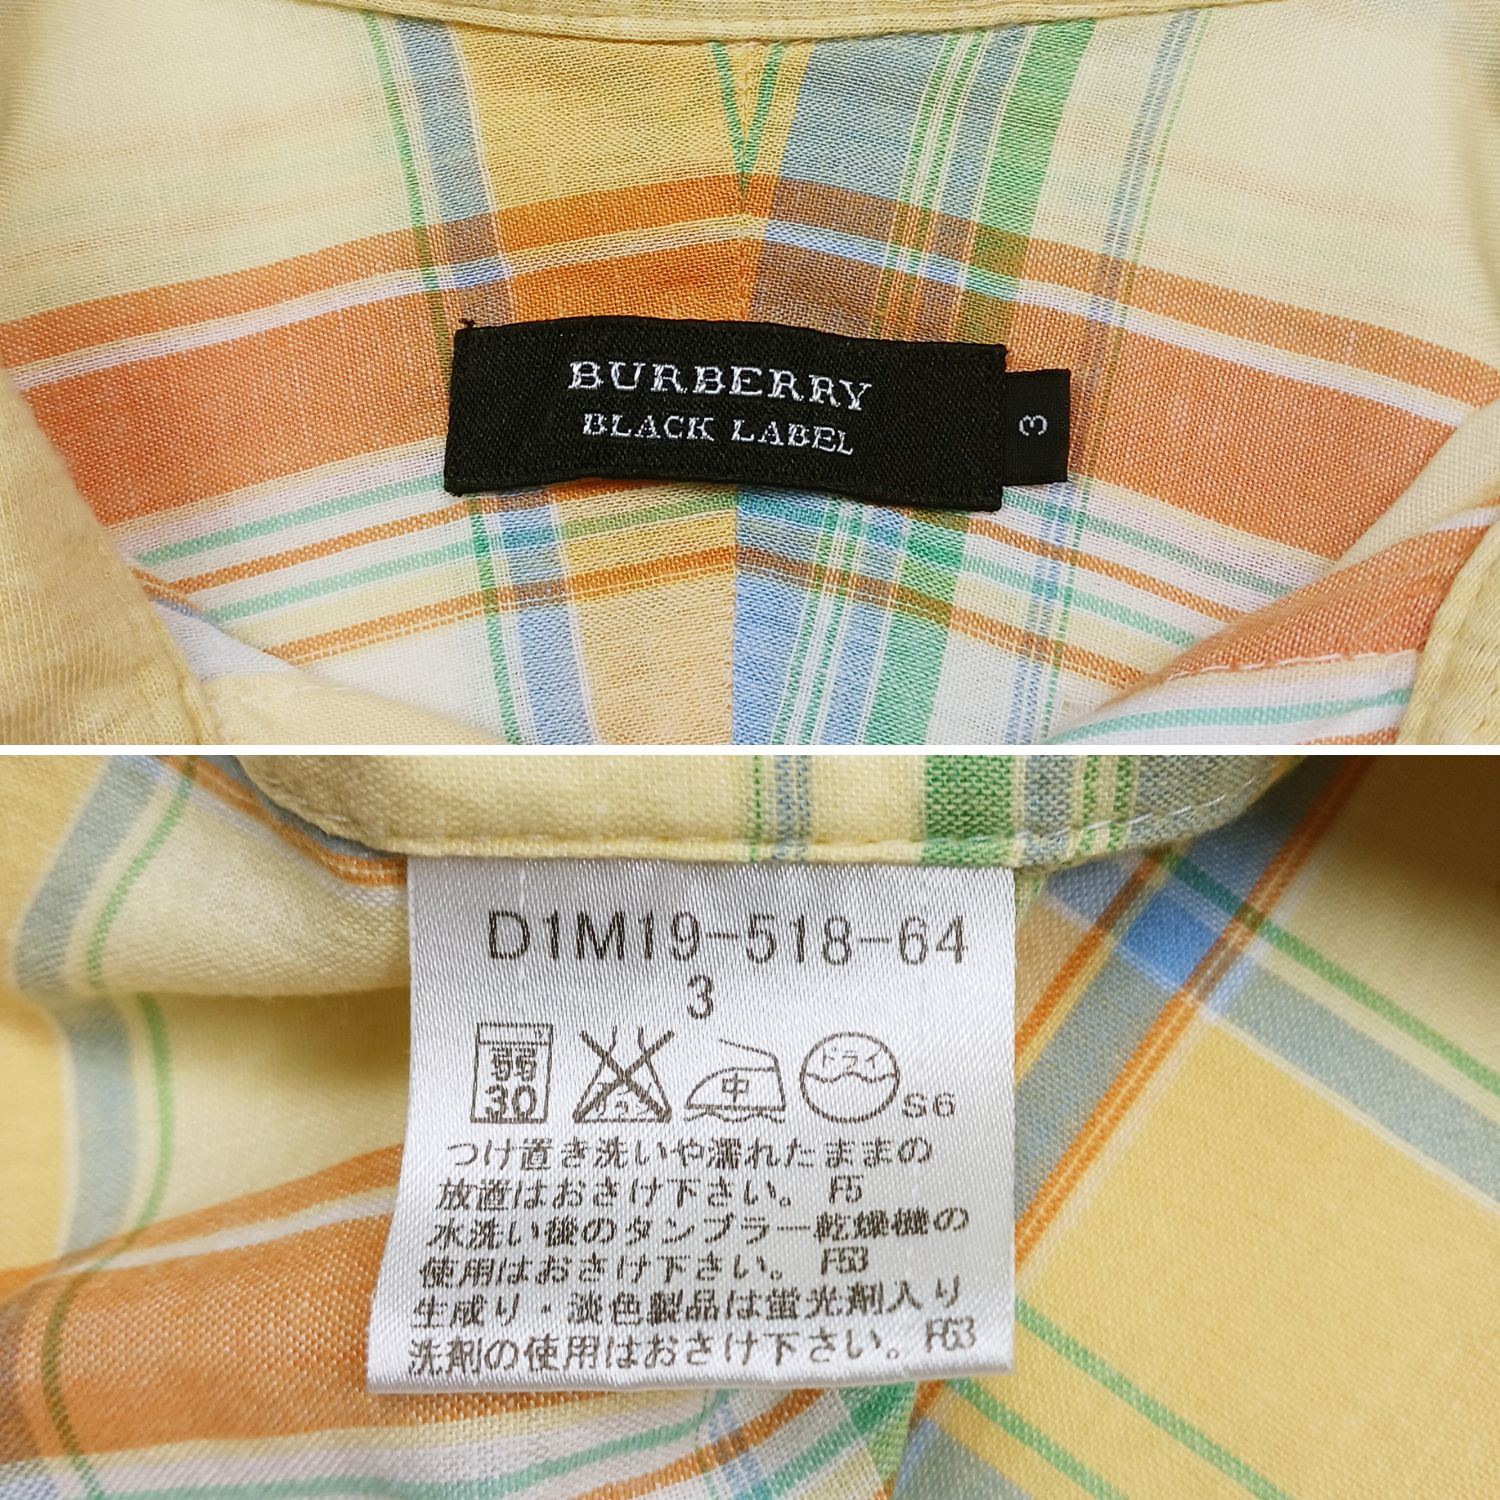 BURBERRY
BLACK LABEL
3
D1M19-518-64
3
弱
30
中
ドライ
S6
つけ置き洗いや濡れたままの
放置はおさけ下さい。 F5
水洗い後のタンブラー乾燥機の
使用はおさけ下さい。 F53
生成り・淡色製品は蛍光剤入り
洗剤の使用はおさけ下さい。F63